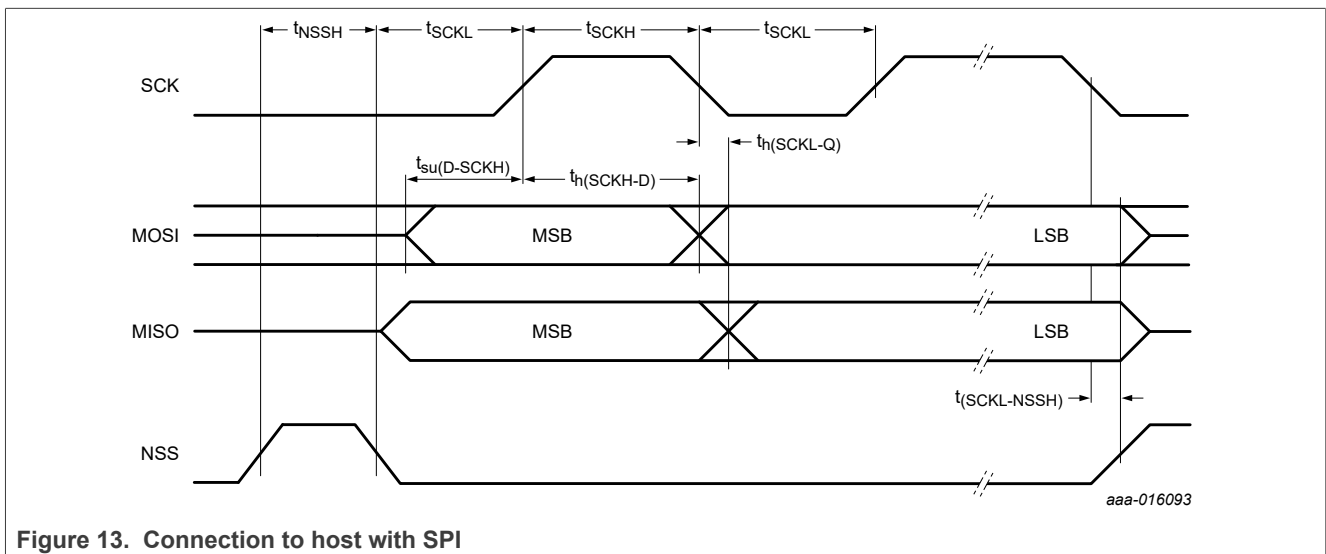 tNSSH tSCKL tSCKH tSCKL
SCK
th(SCKL-Q)
tsu(D-SCKH) th(SCKH-D)
MOSI MSB LSB
MISO MSB LSB
t(SCKL-NSSH)
NSS
aaa-016093
Figure 13. Connection to host with SPI